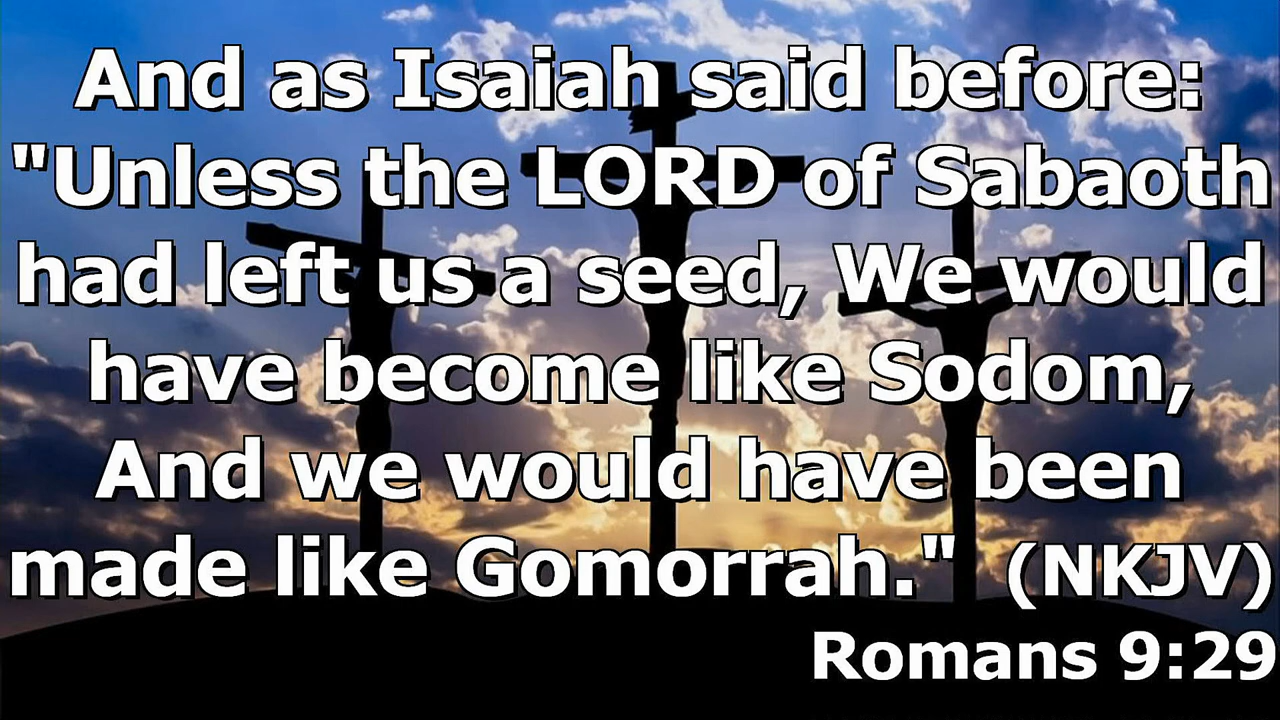 And as Isaiah said before:
"Unless the LORD of Sabaoth
had left us a seed, We would
have become like Sodom,
And we would have been
made like Gomorrah."  (NKJV)
Romans 9:29